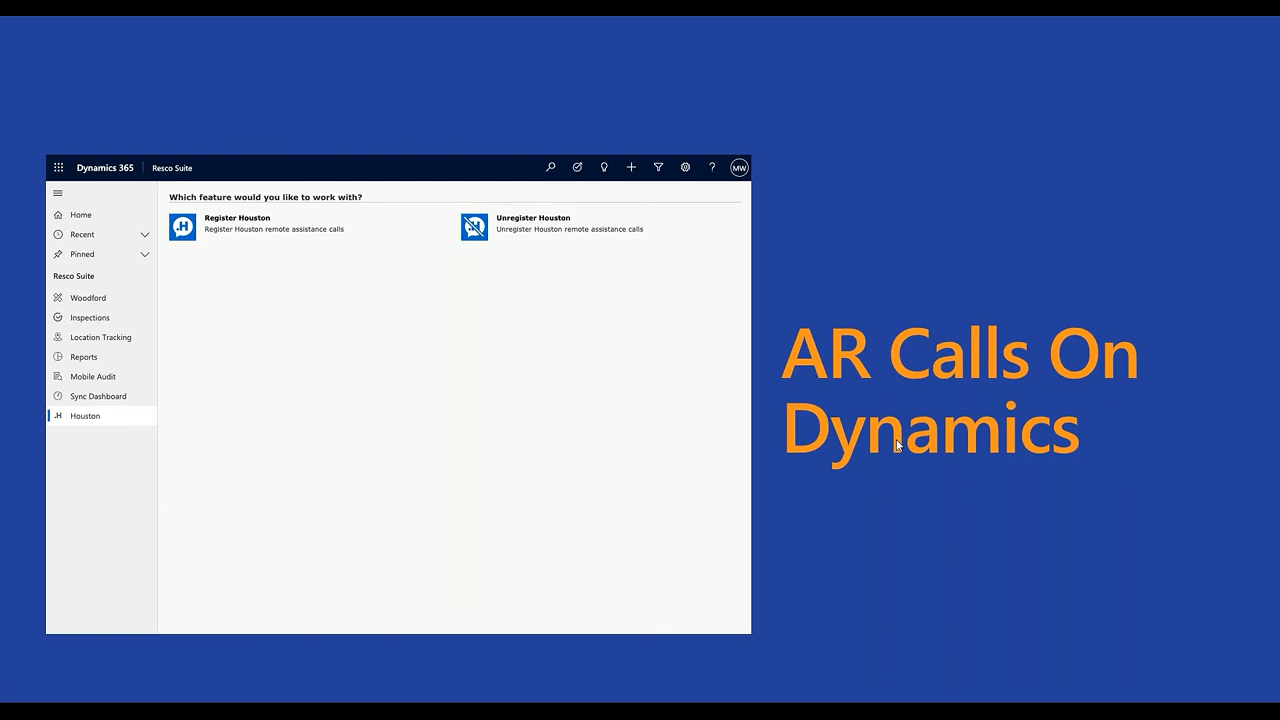 Dynamics 365
Resco Suite
MW
Which feature would you like to work with?
Home
Recent
Pinned
Resco Suite
Woodford
Inspections
Location Tracking
Reports
Mobile Audit
Sync Dashboard
.H Houston
.H Register Houston
Register Houston remote assistance calls
.H Unregister Houston
Unregister Houston remote assistance calls
AR Calls On
Dynamics